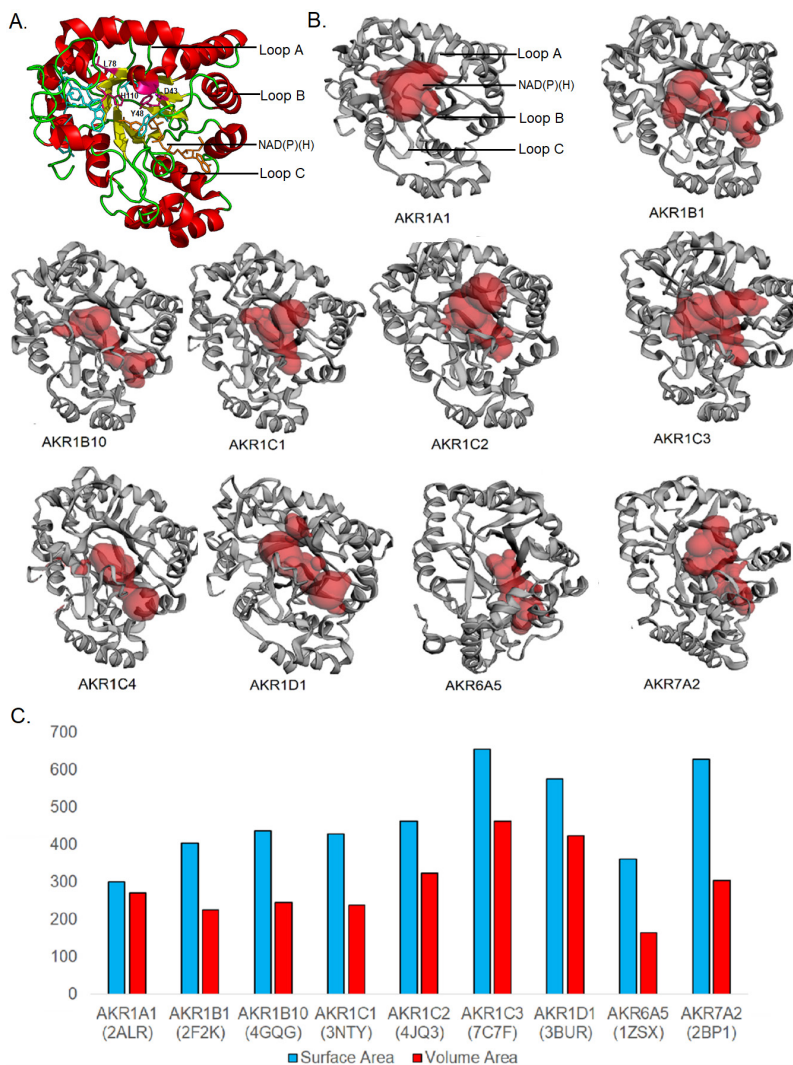 A.
L78
H110
D43
Y48
Loop A
Loop B
NAD(P)(H)
Loop C
B.
Loop A
NAD(P)(H)
Loop B
Loop C
AKR1A1
AKR1B1
AKR1B10
AKR1C1
AKR1C2
AKR1C3
AKR1C4
AKR1D1
AKR6A5
AKR7A2
C.
700
600
500
400
300
200
100
0
AKR1A1 AKR1B1 AKR1B10 AKR1C1 AKR1C2 AKR1C3 AKR1D1 AKR6A5 AKR7A2
(2ALR) (2F2K) (4GQG) (3NTY) (4JQ3) (7C7F) (3BUR) (1ZSX) (2BP1)
Surface Area Volume Area